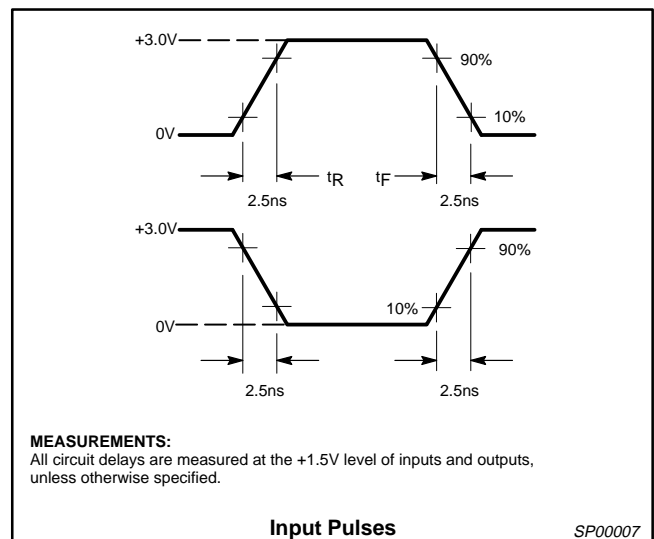 +3.0V
90%
10%
0V
tR tF
2.5ns 2.5ns
+3.0V
90%
10%
0V
2.5ns 2.5ns
MEASUREMENTS:
All circuit delays are measured at the +1.5V level of inputs and outputs,
unless otherwise specified.
Input Pulses
SP00007